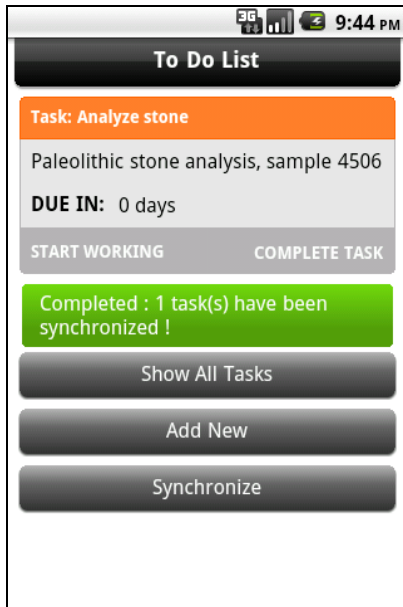 3G 9:44 PM
To Do List
Task: Analyze stone
Paleolithic stone analysis, sample 4506
DUE IN: 0 days
START WORKING COMPLETE TASK
Completed : 1 task(s) have been
synchronized !
Show All Tasks
Add New
Synchronize